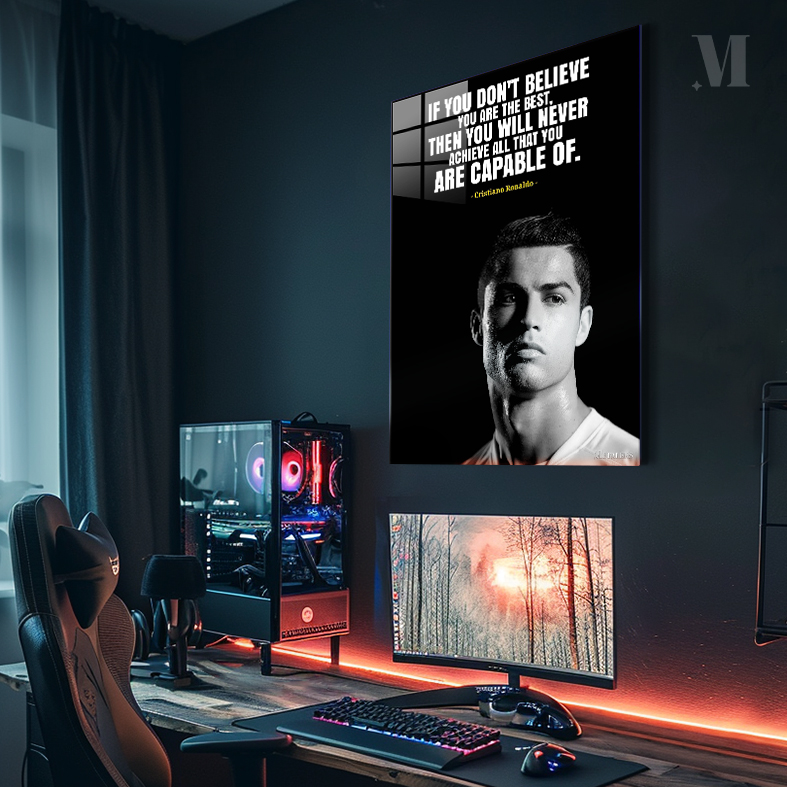 M
IF YOU DON'T BELIEVE
YOU ARE THE BEST,
THEN YOU WILL NEVER
ACHIEVE ALL THAT YOU
ARE CAPABLE OF.
- Cristiano Ronaldo -